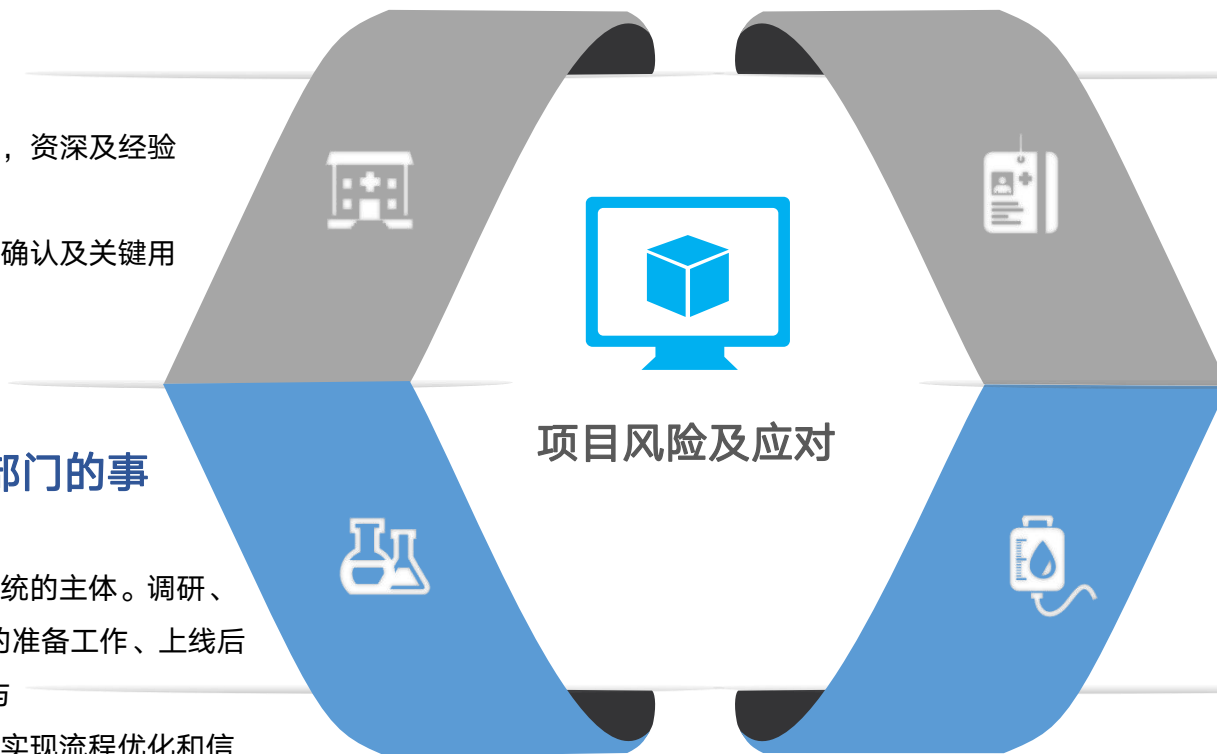 ，资深及经验
确认及关键用
项目风险及应对
部门的事
统的主体。调研、
的准备工作、上线后
与
实现流程优化和信